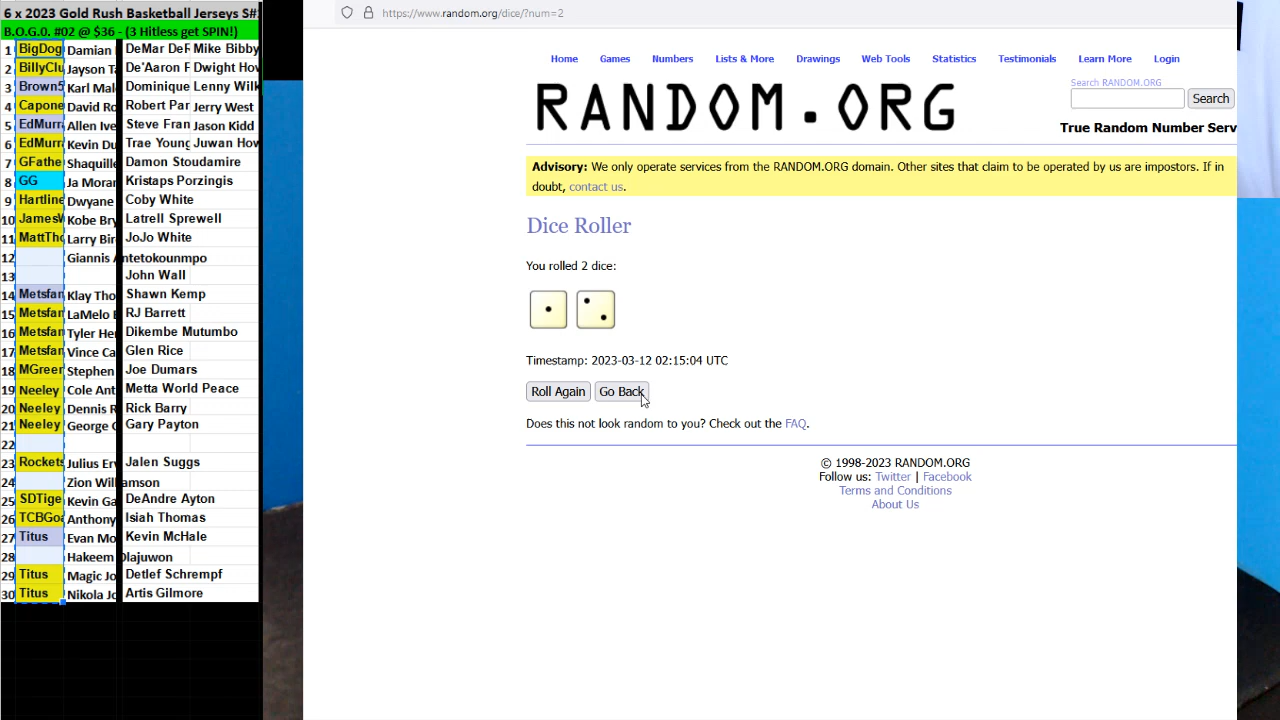 6 x 2023 Gold Rush Basketball Jerseys S#
B.O.G.O. #02 @ $36 - (3 Hitless get SPIN!)
1 BigDog Damian DeMar DeR Mike Bibby
2 BillyClu Jayson Ta De'Aaron F Dwight Ho
3 Brown5 Karl Mal Dominique Lenny Wilk
4 Capone David Ro Robert Par Jerry West
5 EdMurr Allen Ive Steve Fran Jason Kidd
6 EdMurr Kevin Du Trae Young Juwan How
7 GFathe Shaquille Damon Stoudamire
8 GG Ja Moran Kristaps Porzingis
9 Hartline Dwyane Coby White
10 JamesW Kobe Bry Latrell Sprewell
11 MattTho Larry Bir JoJo White
12 Giannis Antetokounmpo
13 John Wall
14 Metsfan Klay Tho Shawn Kemp
15 Metsfan LaMelo RJ Barrett
16 Metsfan Tyler Her Dikembe Mutumbo
17 Metsfan Vince Ca Glen Rice
18 MGreen Stephen Joe Dumars
19 Neeley Cole Ant Metta World Peace
20 Neeley Dennis R Rick Barry
21 Neeley George Gary Payton
22
23 Rockets Julius Erv Jalen Suggs
24 Zion Williamson
25 SDTige Kevin Ga DeAndre Ayton
26 TCBGo Anthony Isiah Thomas
27 Titus Evan Mo Kevin McHale
28 Hakeem Olajuwon
29 Titus Magic Jo Detlef Schrempf
30 Titus Nikola Jo Artis Gilmore
https://www.random.org/dice/?num=2
Home Games Numbers Lists & More Drawings Web Tools Statistics Testimonials Learn More Login
RANDOM.ORG
Search RANDOM.ORG
Search
True Random Number Serv
Advisory: We only operate services from the RANDOM.ORG domain. Other sites that claim to be operated by us are impostors. If in
doubt, contact us.
Dice Roller
You rolled 2 dice:
Timestamp: 2023-03-12 02:15:04 UTC
Roll Again Go Back
Does this not look random to you? Check out the FAQ.
© 1998-2023 RANDOM.ORG
Follow us: Twitter | Facebook
Terms and Conditions
About Us